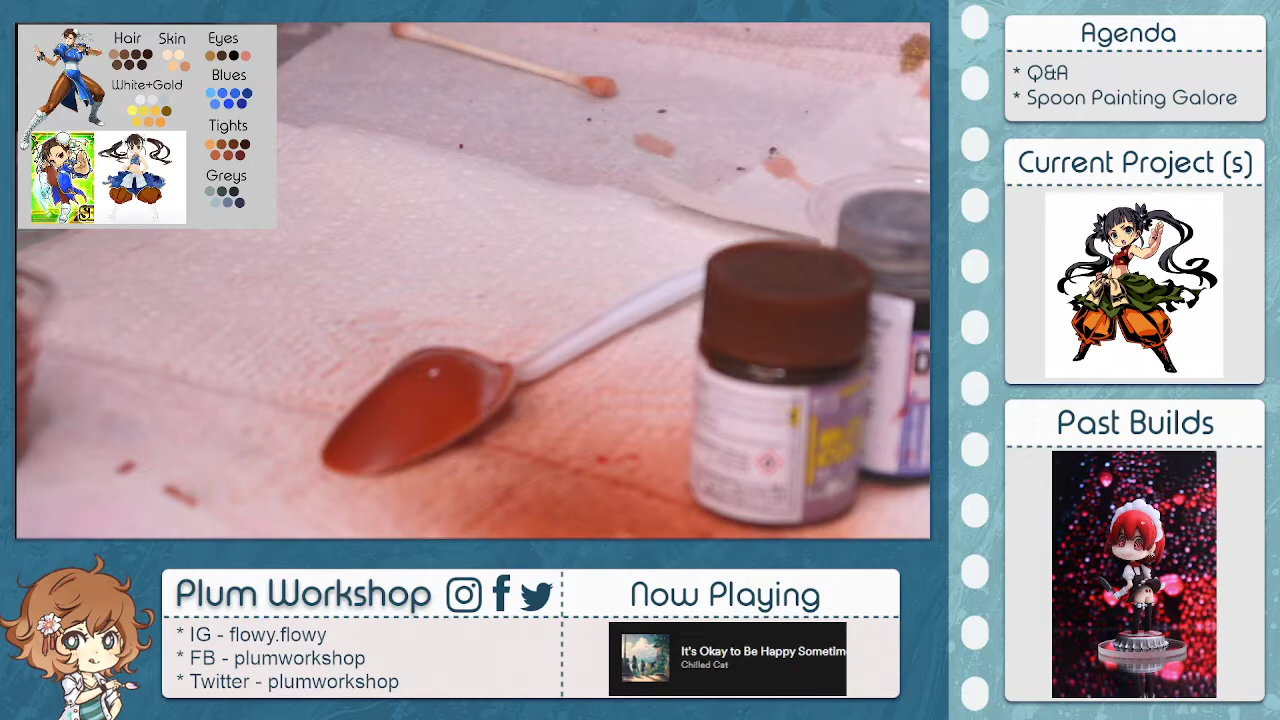 Hair
Skin
Eyes
White+Gold
Blues
Tights
Greys
Agenda
* Q&A
* Spoon Painting Galore
Current Project (s)
Past Builds
Plum Workshop
* IG - flowy.flowy
* FB - plumworkshop
* Twitter - plumworkshop
Now Playing
It's Okay to Be Happy Sometim
Chilled Cat